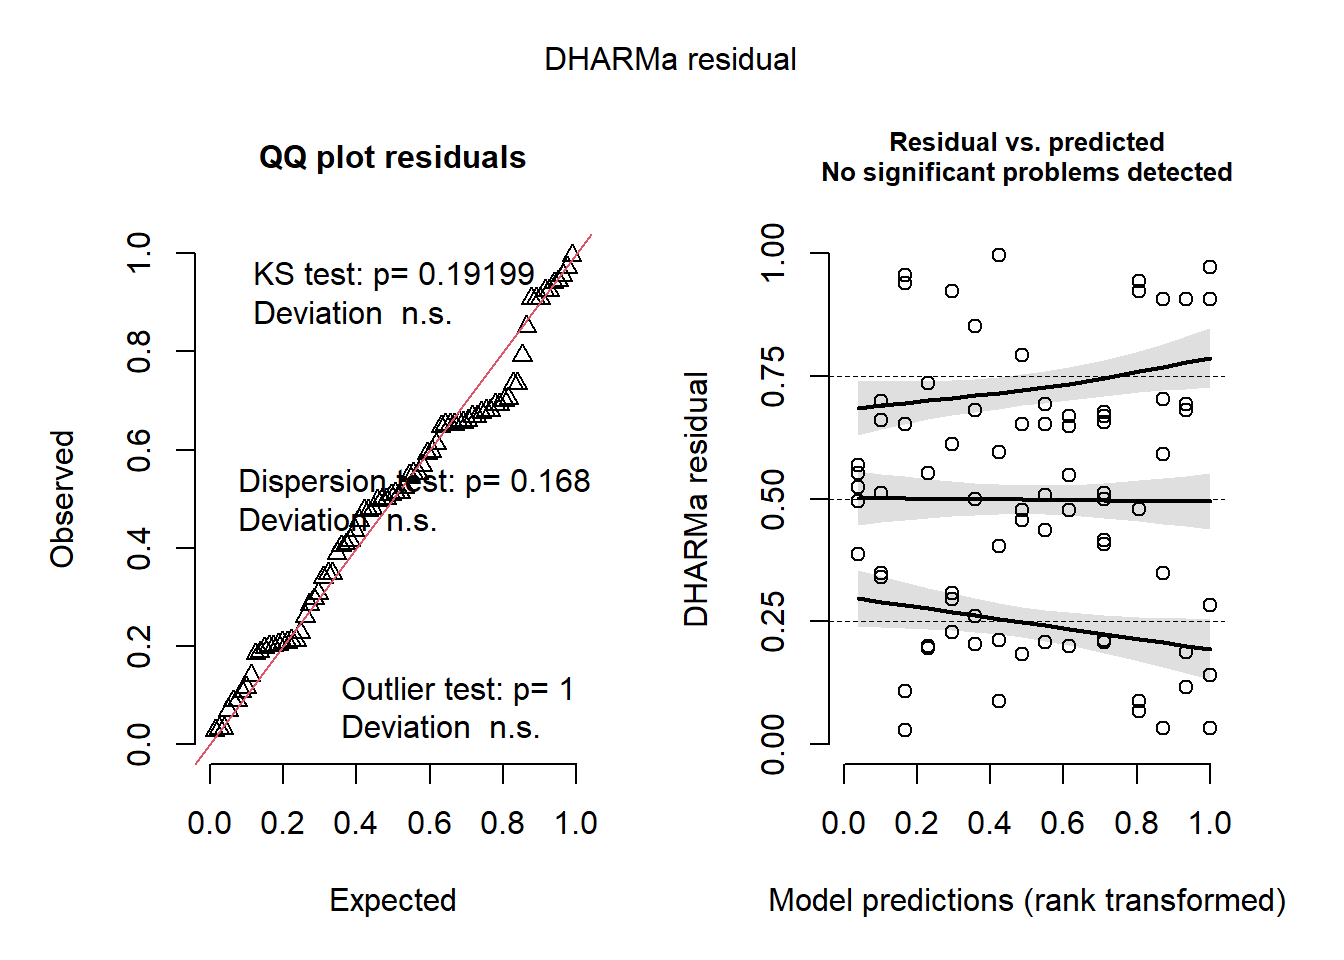 DHARMa residual
QQ plot residuals
KS test: p= 0.19199
Deviation  n.s.
Dispersion test: p= 0.168
Deviation  n.s.
Outlier test: p= 1
Deviation  n.s.
Observed
0.0 0.2 0.4 0.6 0.8 1.0
0.0 0.2 0.4 0.6 0.8 1.0
Expected
Residual vs. predicted
No significant problems detected
DHARMa residual
0.00 0.25 0.50 0.75 1.00
0.0 0.2 0.4 0.6 0.8 1.0
Model predictions (rank transformed)